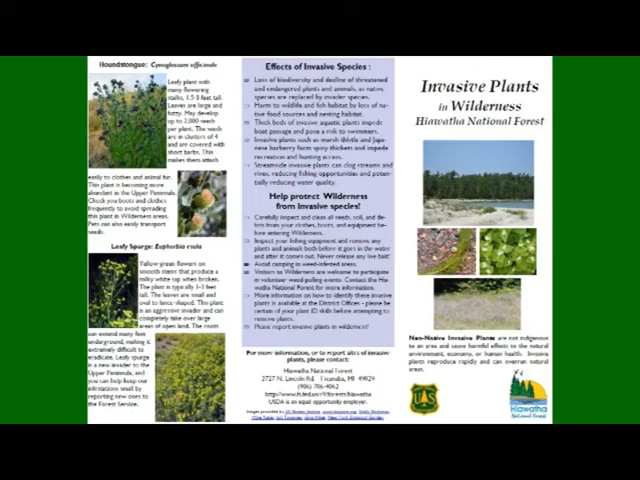 Houndstongue: Cynoglossum officinale
Leafy plant with
many flowering
stalks, 1.5-3 feet tall.
Leaves are large and
fuzzy. May develop
up to 2,000 seeds
per plant. The seeds
are in clusters of 4
and are covered with
short barbs. This
makes them attach
easily to clothes and animal fur.
This plant is becoming more
abundant in the Upper Peninsula.
Check you boots and clothes
frequently to avoid spreading
this plant in Wilderness areas.
Pets can also easily transport
seeds.
Leafy Spurge: Euphorbia esula
Yellow-green flowers on
smooth stems that produce a
milky white sap when broken.
The plant is typically 1-3 feet
tall. The leaves are small and
oval to lance-shaped. This plant
is an aggressive invader and can
completely take over large
areas of open land. The roots
can extend many feet
underground, making it
extremely difficult to
eradicate. Leafy spurge
is a new invader to the
Upper Peninsula, and
you can help keep our
infestations small by
reporting new ones to
the Forest Service.
Effects of Invasive Species :
Loss of biodiversity and decline of threatened
and endangered plants and animals, as native
species are replaced by invader species.
Harm to wildlife and fish habitat by loss of na-
tive food sources and nesting habitat.
Thick beds of invasive aquatic plants impede
boat passage and pose a risk to swimmers.
Invasive plants such as marsh thistle and Japa-
nese barberry form spiny thickets and impede
recreation and hunting access.
Streamside invasive plants can clog streams and
rivers, reducing fishing opportunities and poten-
tially reducing water quality.
Help protect Wilderness
from Invasive species!
Carefully inspect and clean all seeds, soil, and de-
bris from your clothes, boots, and equipment be-
fore entering Wilderness.
Inspect your fishing equipment and remove any
plants and animals both before it goes in the water
and after it comes out. Never release any live bait!
Avoid camping in weed-infested areas.
Visitors to Wilderness are welcome to participate
in volunteer weed pulling events. Contact the Hia-
watha National Forest for more information.
More information on how to identify these invasive
plants is available at the District Offices - please be
certain of your plant ID skills before attempting to
remove plants.
Please report invasive plants in wilderness!
For more information, or to report sites of invasive
plants, please contact:
Hiawatha National Forest
2727 N. Lincoln Rd. Escanaba, MI 49829
(906) 786-4062
http://www.fs.fed.us/r9/forests/hiawatha
USDA is an equal opportunity employer.
Images provided by US Forest Service,
Invasive Plants
in Wilderness
Hiawatha National Forest
Non-Native Invasive Plants are not indigenous
to an area and cause harmful effects to the natural
environment, economy, or human health. Invasive
plants reproduce rapidly and can overrun natural
areas.
UAS
Hiawatha
National Forest